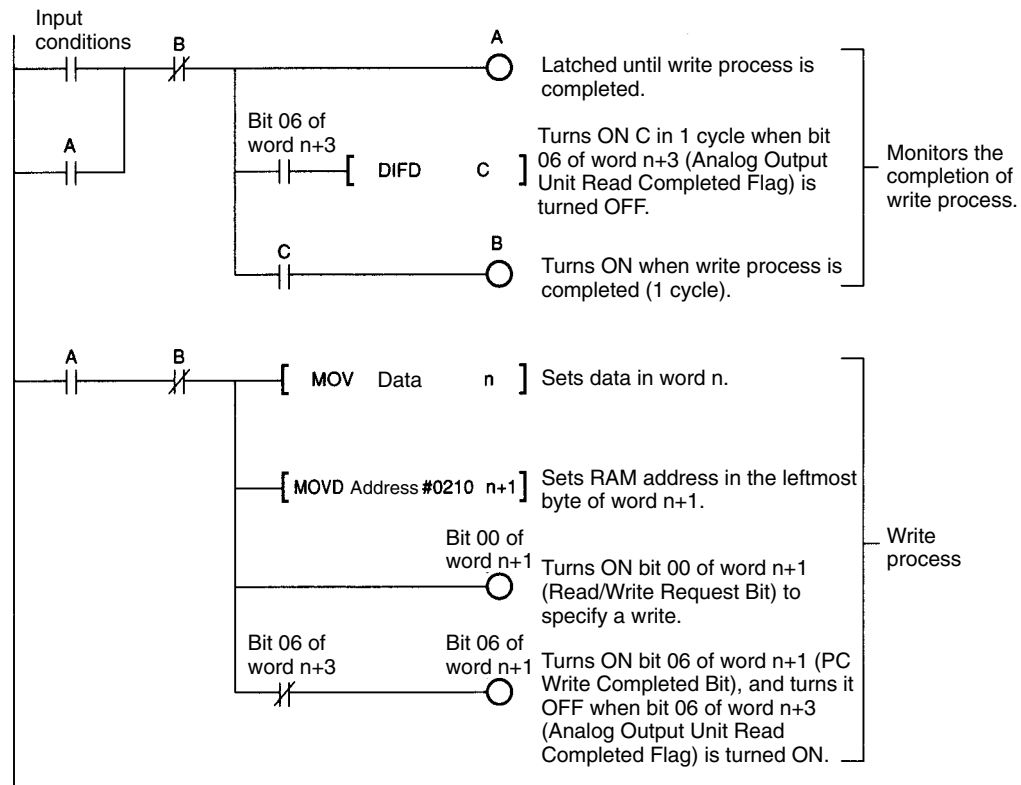 Input
conditions
B
A
Latched until write process is
completed.
A
Bit 06 of
word n+3
DIFD C
Turns ON C in 1 cycle when bit
06 of word n+3 (Analog Output
Unit Read Completed Flag) is
turned OFF.
Monitors the
completion of
write process.
C
B
Turns ON when write process is
completed (1 cycle).
A
B
MOV Data n
Sets data in word n.
MOVD Address #0210 n+1
Sets RAM address in the leftmost
byte of word n+1.
Write
process
Bit 00 of
word n+1
Turns ON bit 00 of word n+1
(Read/Write Request Bit) to
specify a write.
Bit 06 of
word n+3
Bit 06 of
word n+1
Turns ON bit 06 of word n+1 (PC
Write Completed Bit), and turns it
OFF when bit 06 of word n+3
(Analog Output Unit Read
Completed Flag) is turned ON.